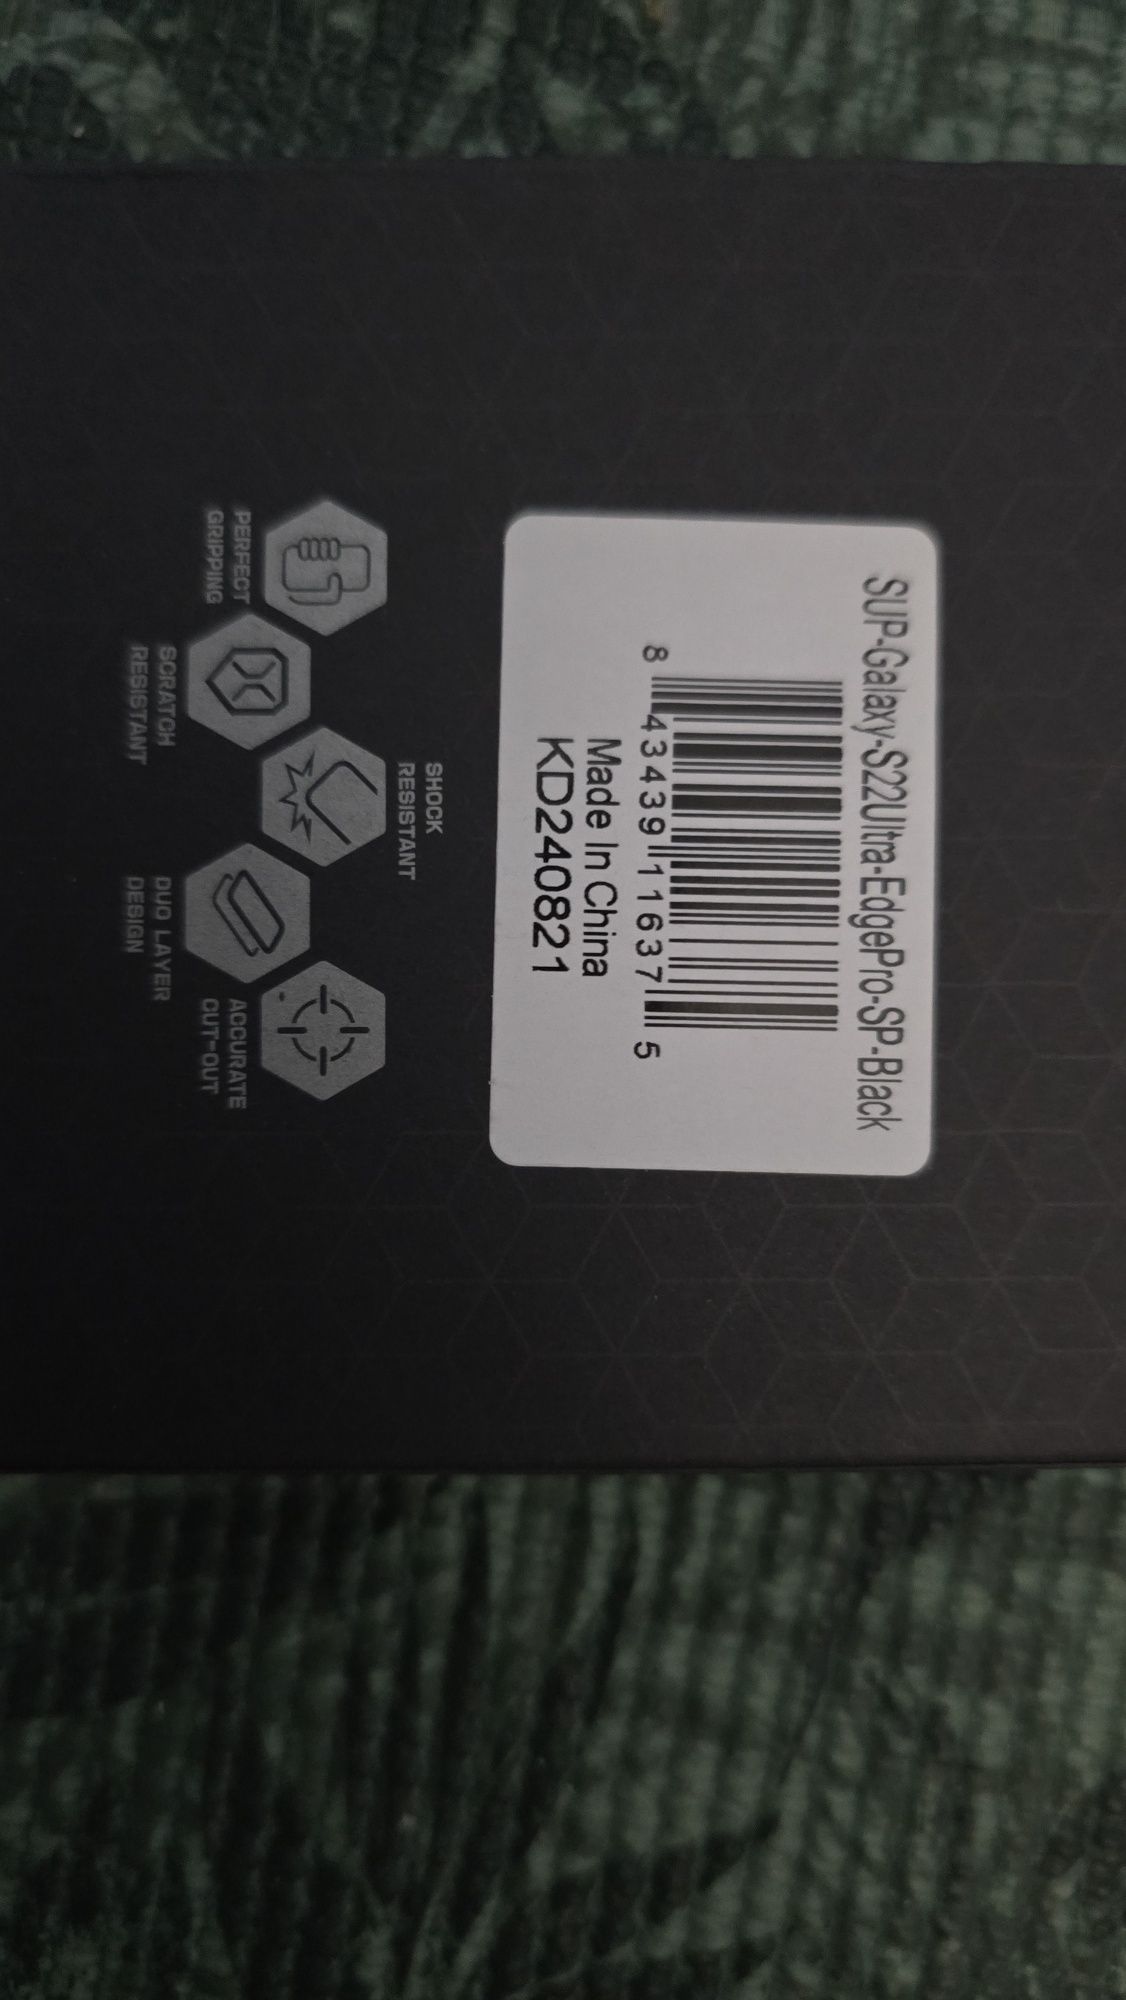 SUP-Galaxy-S22Ultra-EdgePro-SP-Black
8 43439 11637 5
Made In China
KD240821
SHOCK
RESISTANT
PERFECT
GRIPPING
ACCURATE
CUT-OUT
SCRATCH
RESISTANT
DUO LAYER
DESIGN